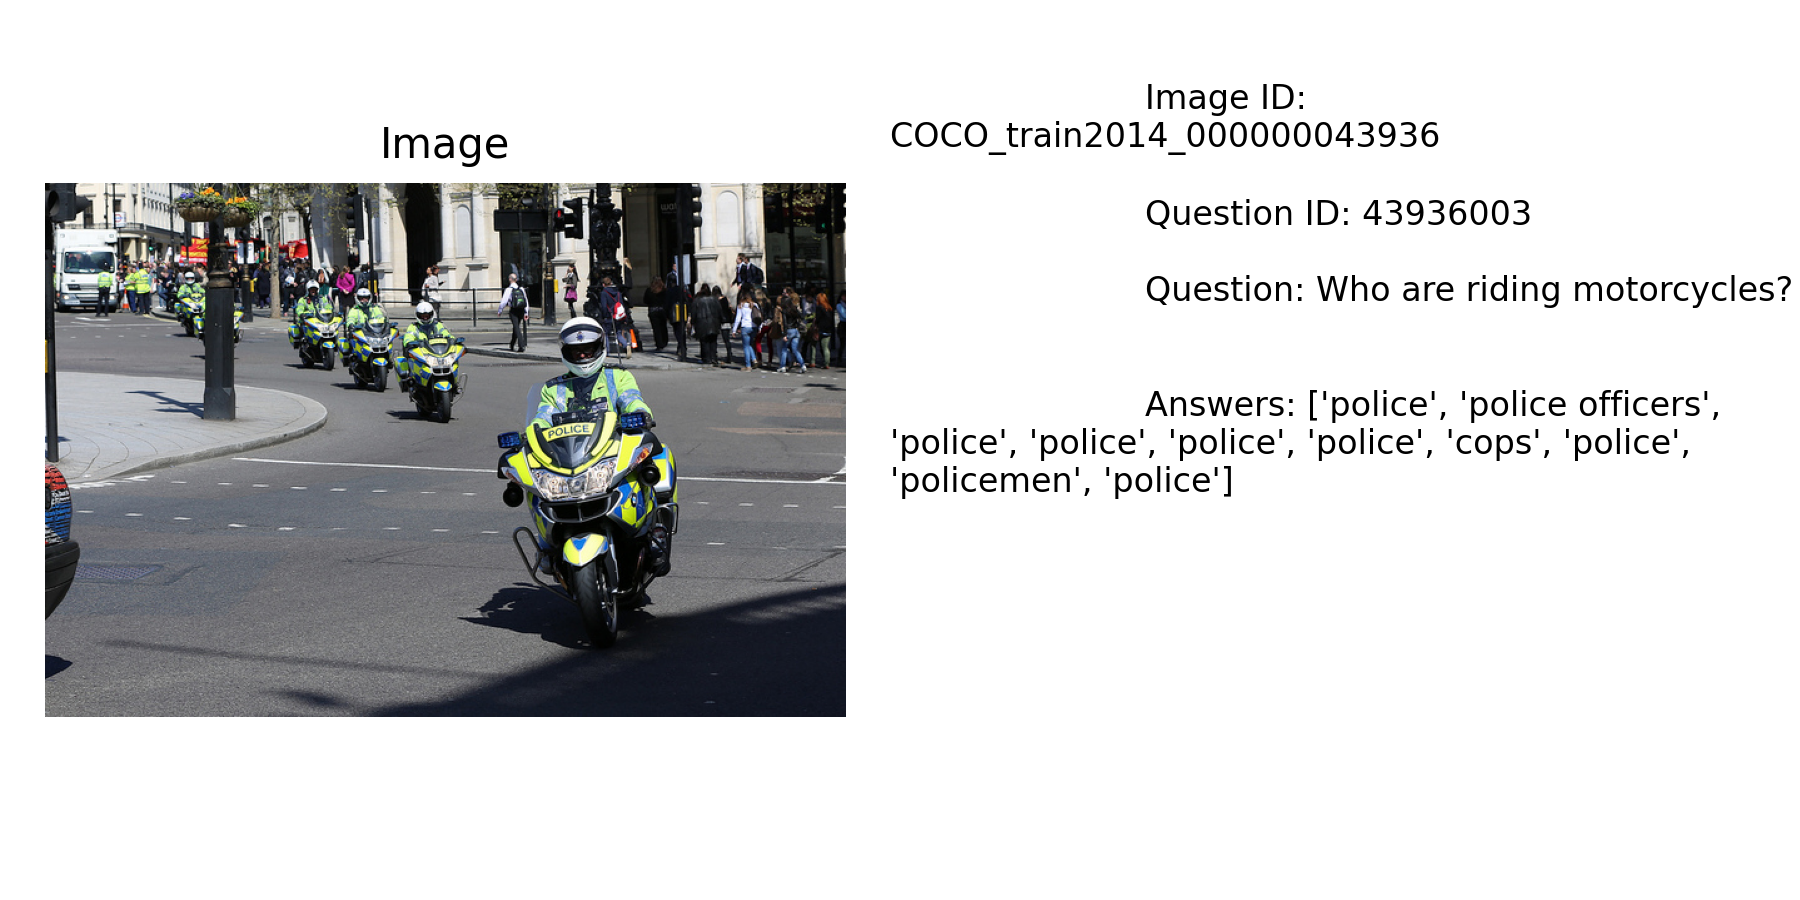 Image
Image ID:
COCO_train2014_000000043936
Question ID: 43936003
Question: Who are riding motorcycles?
Answers: ['police', 'police officers',
'police', 'police', 'police', 'police', 'cops', 'police',
'policemen', 'police']
POLICE